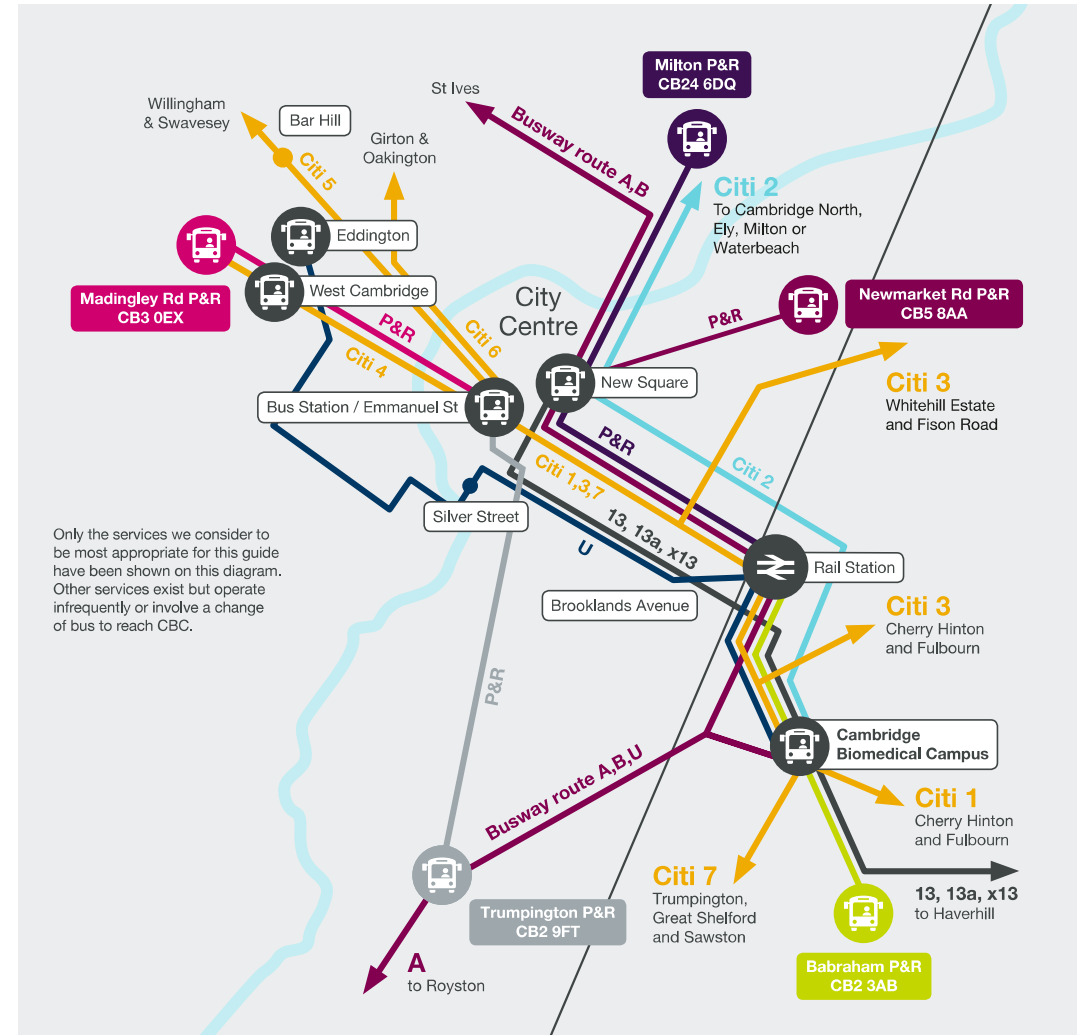 Milton P&R
CB24 6DQ
St Ives
Willingham
& Swavesey
Bar Hill
Girton &
Oakington
Busway route A,B
Citi 5
Citi 2
To Cambridge North,
Ely, Milton or
Waterbeach
Eddington
West Cambridge
Madingley Rd P&R
CB3 0EX
City
Centre
Newmarket Rd P&R
CB5 8AA
P&R
P&R
Citi 6
Citi 4
Citi 3
Whitehill Estate
and Fison Road
New Square
Bus Station / Emmanuel St
P&R
Citi 2
Citi 1,3,7
13, 13a, x13
Silver Street
U
Only the services we consider to
be most appropriate for this guide
have been shown on this diagram.
Other services exist but operate
infrequently or involve a change
of bus to reach CBC.
Rail Station
Brooklands Avenue
Citi 3
Cherry Hinton
and Fulbourn
P&R
Cambridge
Biomedical Campus
Busway route A,B,U
Citi 1
Cherry Hinton
and Fulbourn
Citi 7
Trumpington,
Great Shelford
and Sawston
13, 13a, x13
to Haverhill
Trumpington P&R
CB2 9FT
A
to Royston
Babraham P&R
CB2 3AB